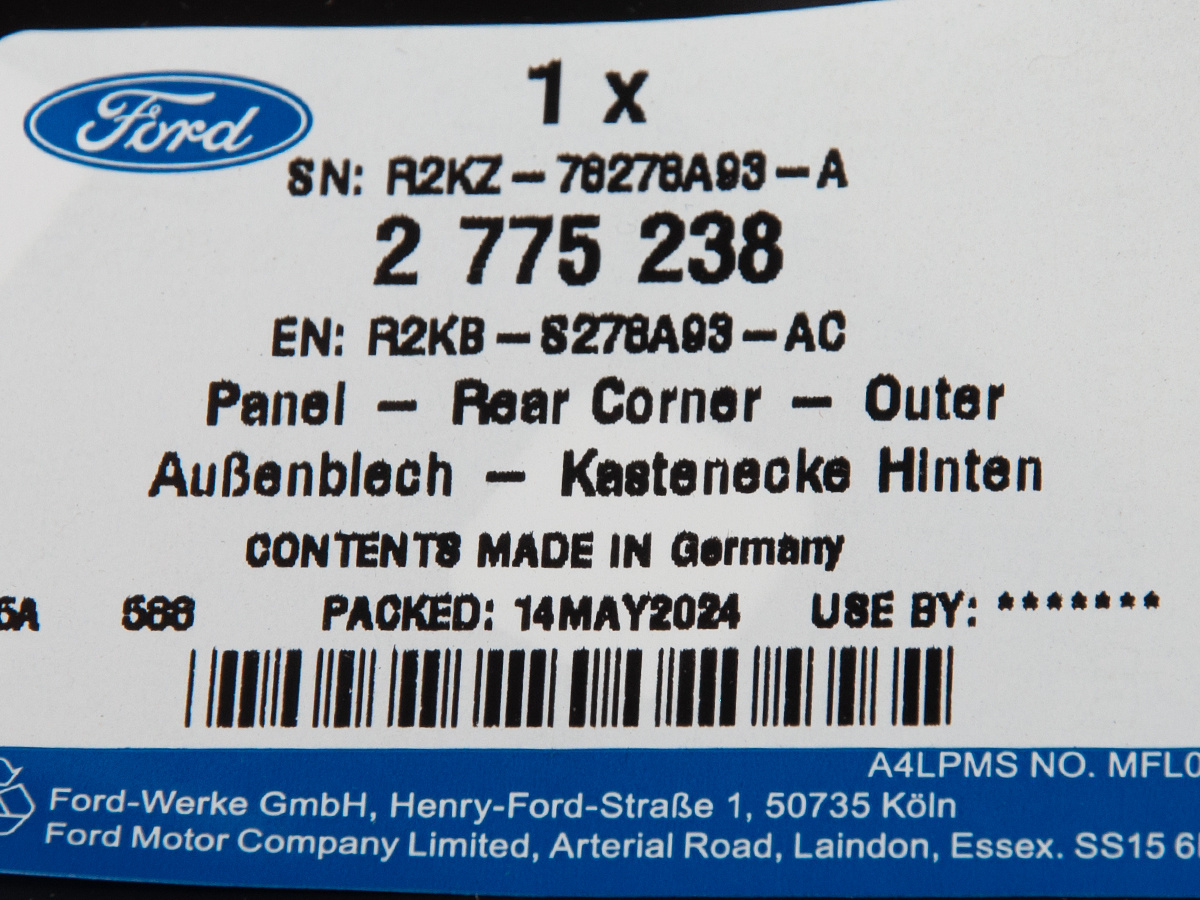 Ford
1 x
SN: R2KZ-78278A93-A
2 775 238
EN: R2KB-S278A93-AC
Panel - Rear Corner - Outer
Außenblech - Kastenecke Hinten
CONTENTS MADE IN Germany
PACKED: 14MAY2024 USE BY: *******
A4LPMS NO.
Ford-Werke GmbH, Henry-Ford-Straße 1, 50735 Köln
Ford Motor Company Limited, Arterial Road, Laindon, Essex. SS15